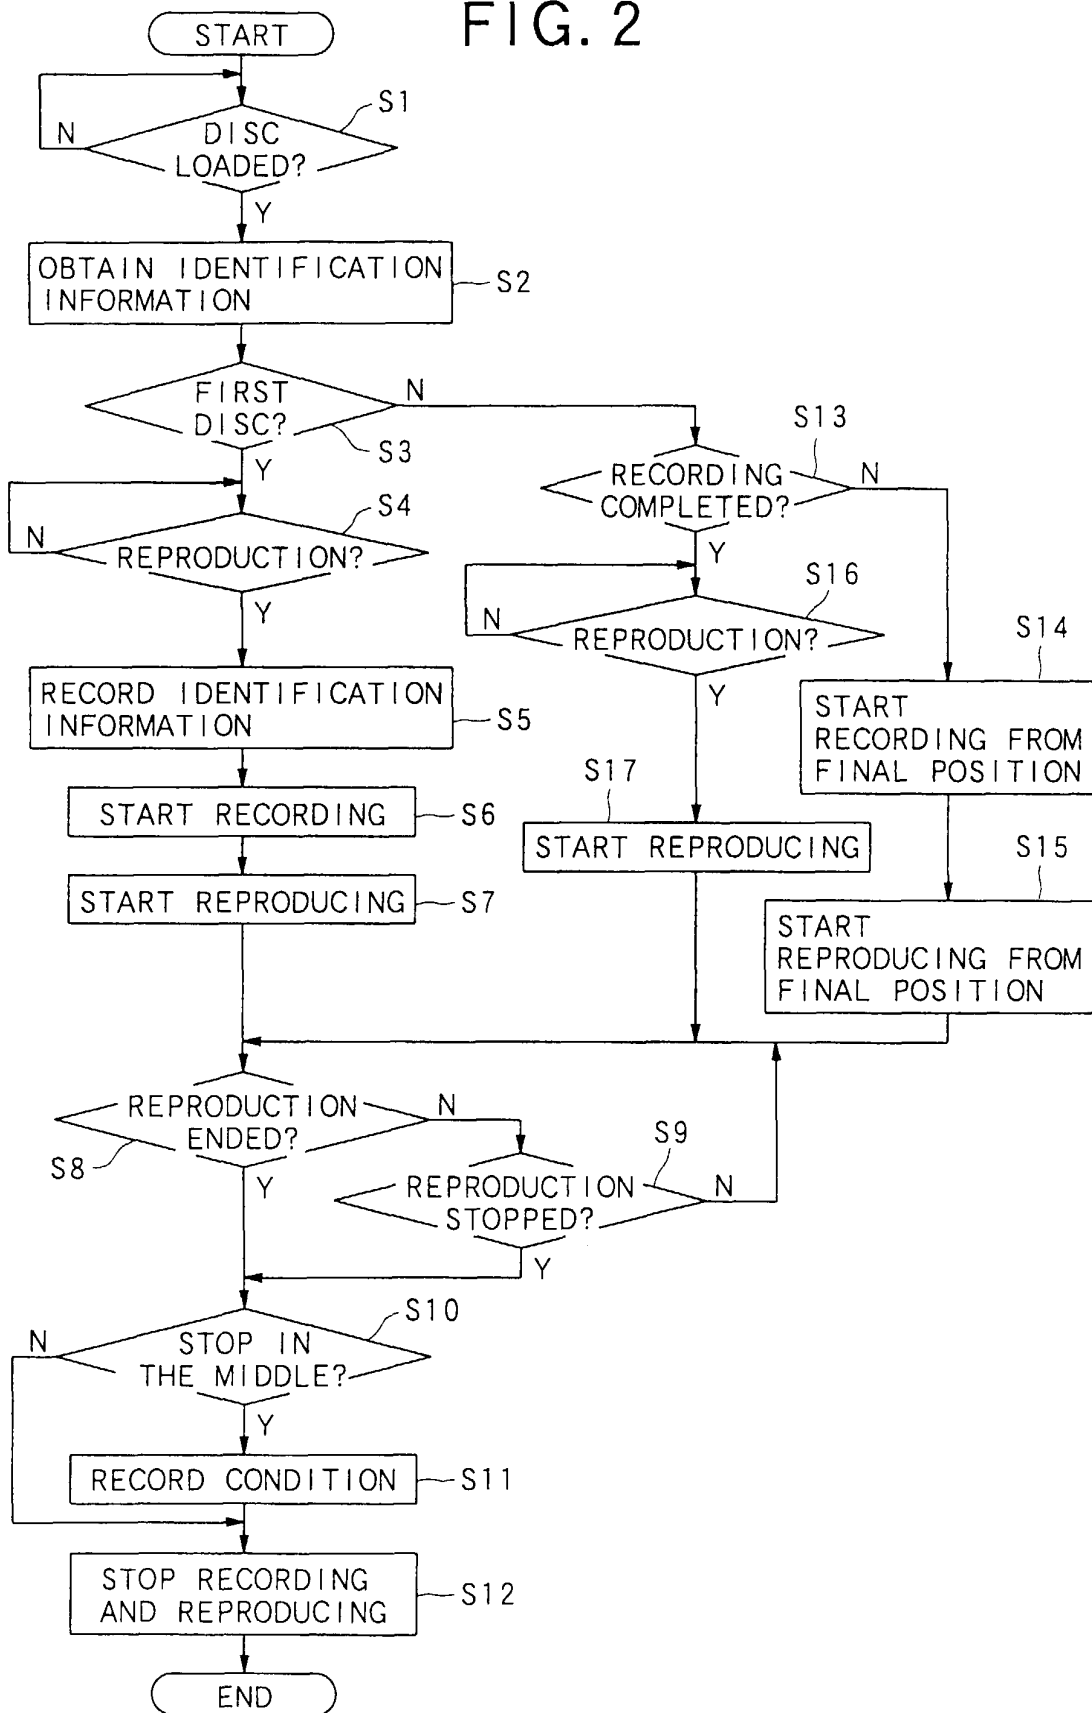 FIG. 2
START
S1
N
DISC
LOADED?
Y
OBTAIN IDENTIFICATION
INFORMATION
S2
FIRST
DISC?
N
S3
Y
S13
RECORDING
COMPLETED?
N
Y
S4
N
REPRODUCTION?
Y
S16
N
REPRODUCTION?
Y
S14
START
RECORDING FROM
FINAL POSITION
RECORD IDENTIFICATION
INFORMATION
S5
S17
START REPRODUCING
START RECORDING
S6
S15
START
REPRODUCING FROM
FINAL POSITION
START REPRODUCING
S7
REPRODUCTION
ENDED?
N
S8
Y
S9
REPRODUCTION
STOPPED?
N
Y
S10
N
STOP IN
THE MIDDLE?
Y
RECORD CONDITION
S11
STOP RECORDING
AND REPRODUCING
S12
END